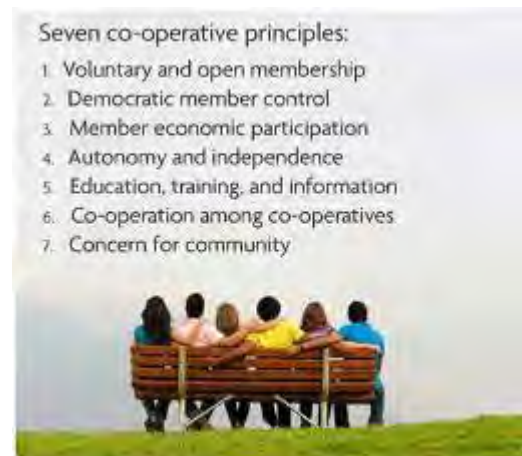 Seven co-operative principles:
1. Voluntary and open membership
2. Democratic member control
3. Member economic participation
4. Autonomy and independence
5. Education, training, and information
6. Co-operation among co-operatives
7. Concern for community